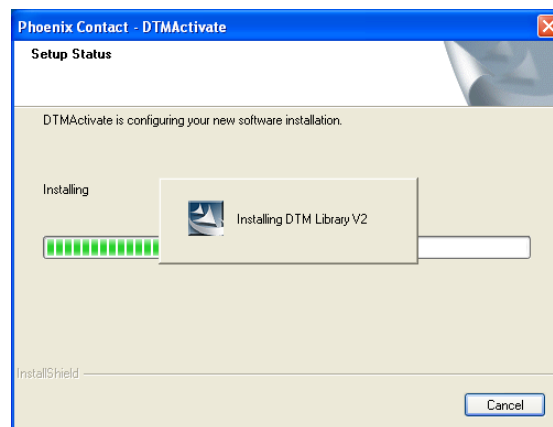 Phoenix Contact - DTMActivate
Setup Status
DTMActivate is configuring your new software installation.
Installing
Installing DTM Library V2
InstallShield
Cancel